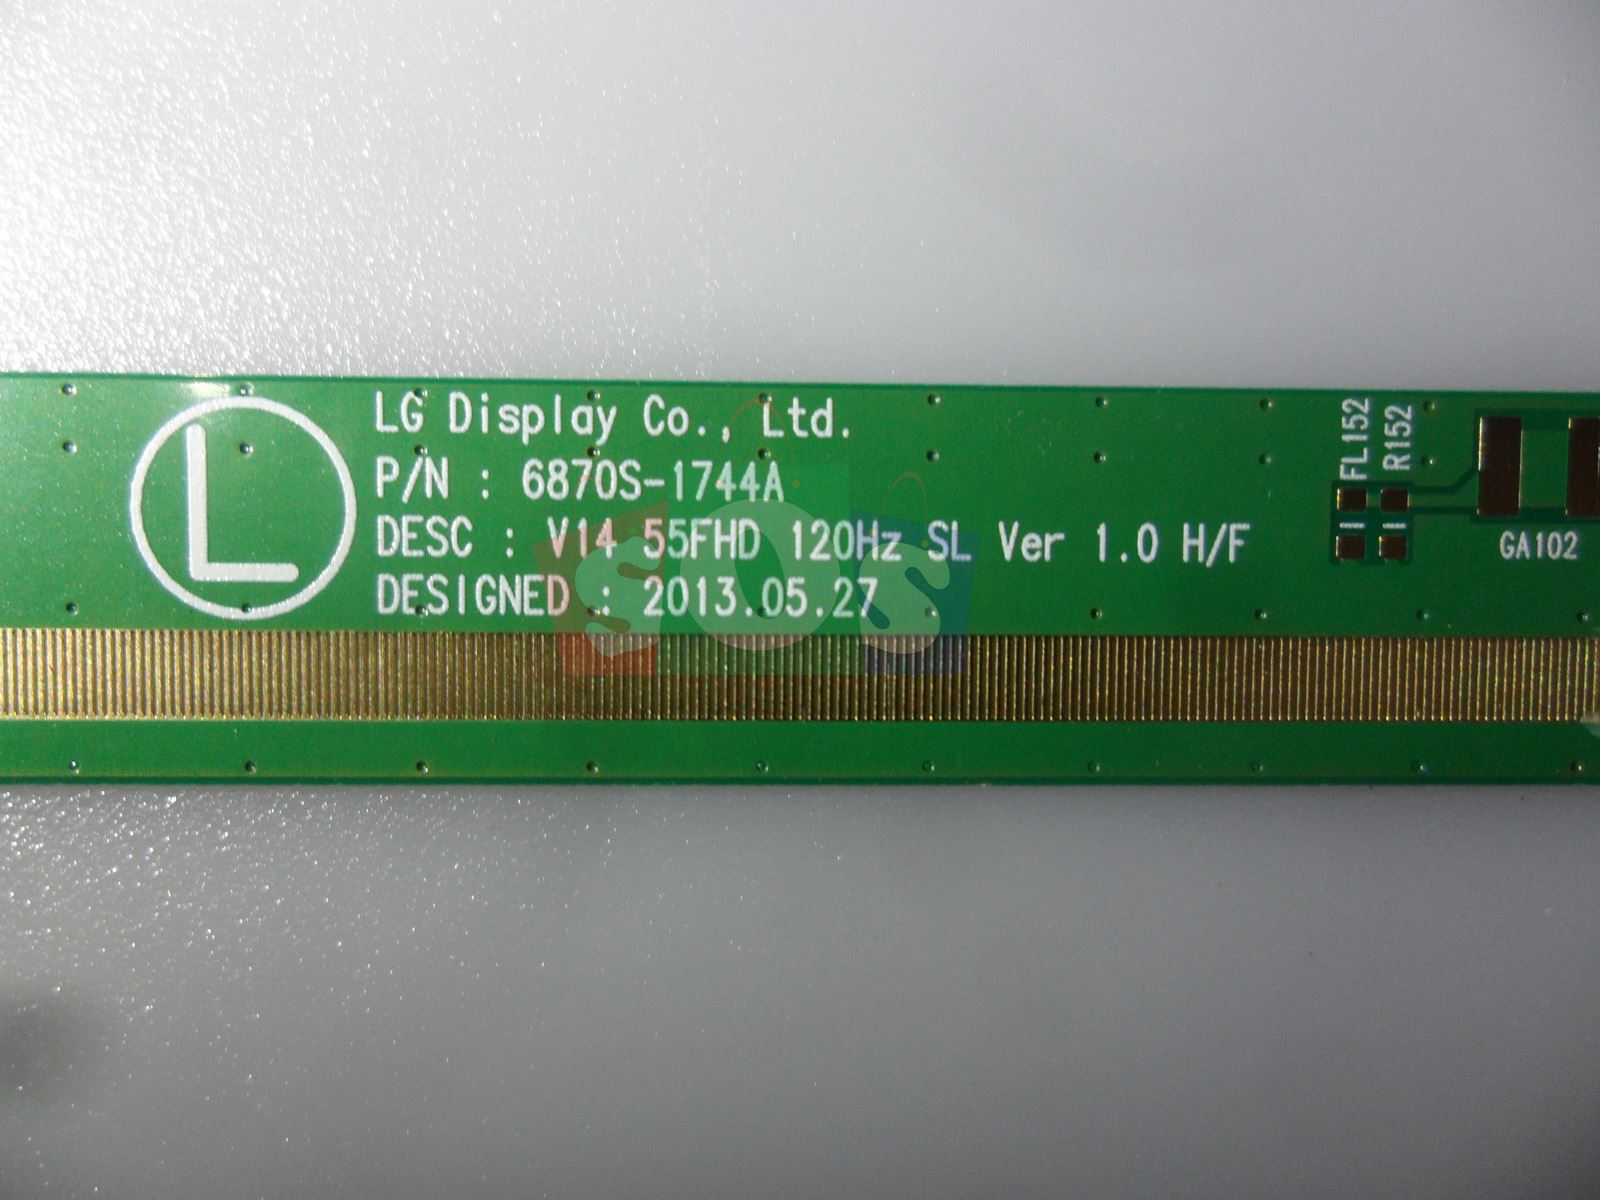 L
LG Display Co., Ltd.
P/N : 6870S-1744A
DESC : V14 55FHD 120Hz SL Ver 1.0 H/F
DESIGNED : 2013.05.27
SOS
FL152
R152
GA102